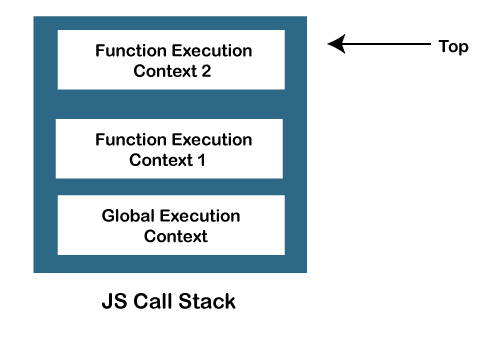 Function Execution
Context 2
Top
Function Execution
Context 1
Global Execution
Context
JS Call Stack